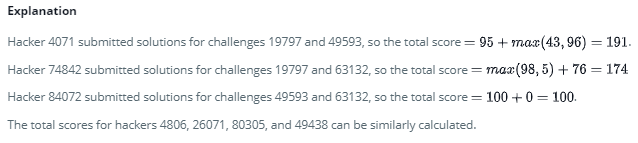 Explanation
Hacker 4071 submitted solutions for challenges 19797 and 49593, so the total score = 95 + max(43, 96) = 191.
Hacker 74842 submitted solutions for challenges 19797 and 63132, so the total score = max(98, 5) + 76 = 174
Hacker 84072 submitted solutions for challenges 49593 and 63132, so the total score = 100 + 0 = 100.
The total scores for hackers 4806, 26071, 80305, and 49438 can be similarly calculated.